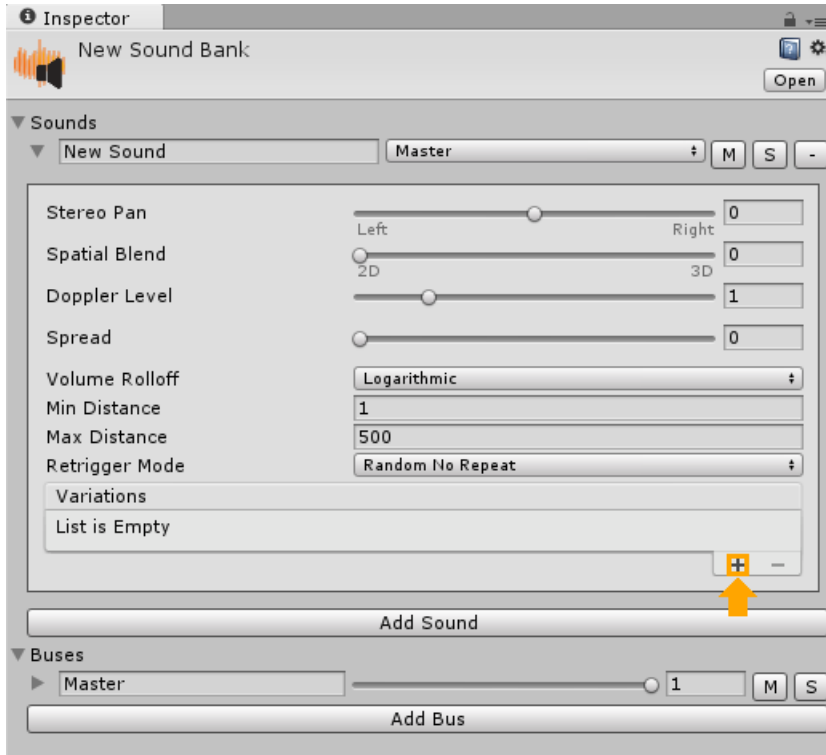 Inspector
New Sound Bank
Open
Sounds
New Sound Master M S -
Stereo Pan 0
Left Right
Spatial Blend 0
2D 3D
Doppler Level 1
Spread 0
Volume Rolloff Logarithmic
Min Distance 1
Max Distance 500
Retrigger Mode Random No Repeat
Variations
List is Empty
+ -
Add Sound
Buses
Master 1 M S
Add Bus